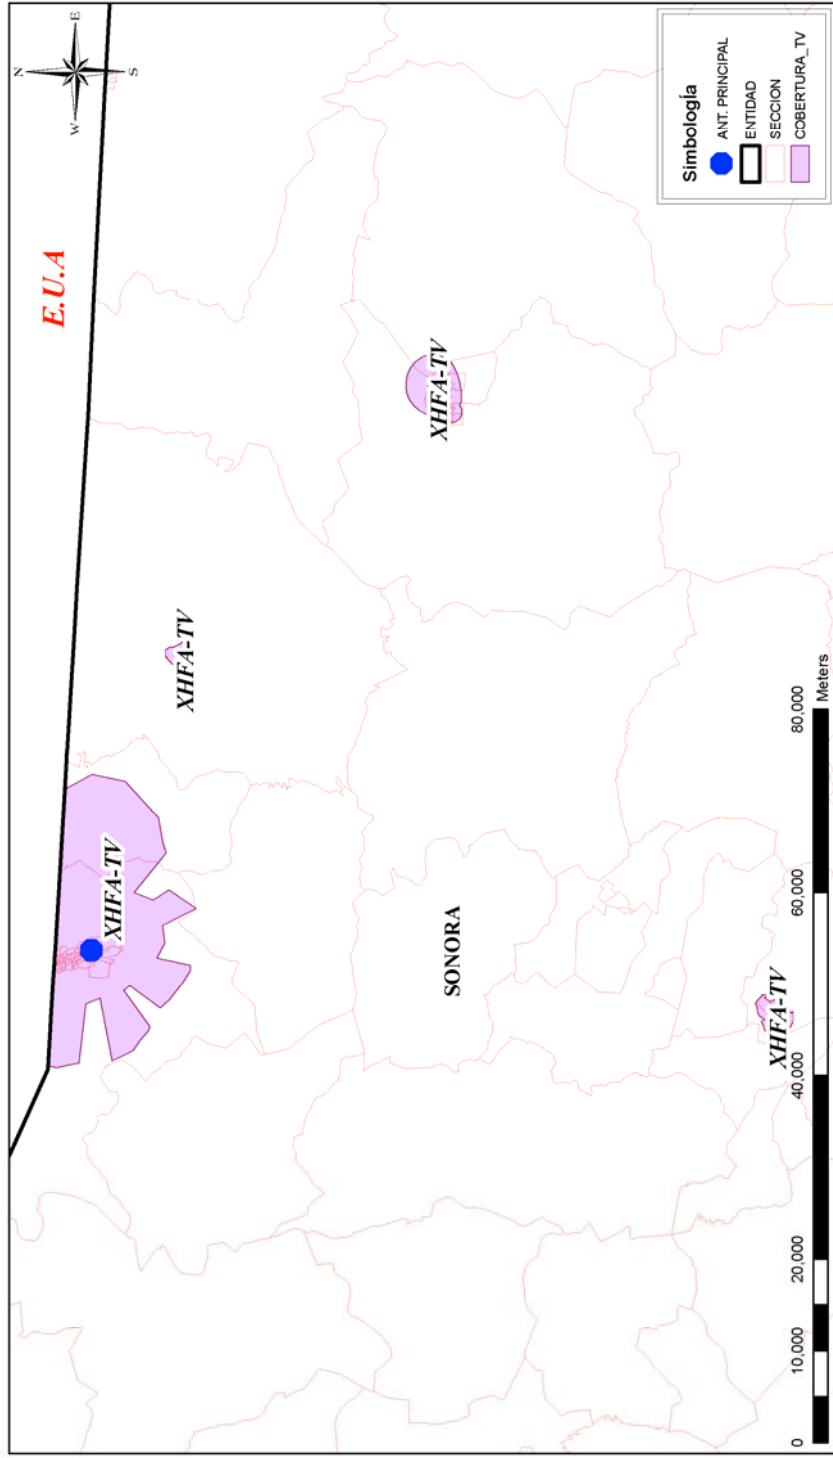 N
E
S
W
E.U.A
XHFA-TV
XHFA-TV
XHFA-TV
XHFA-TV
SONORA
Simbología
ANT. PRINCIPAL
ENTIDAD
SECCION
COBERTURA_TV
0 10,000 20,000 40,000 60,000 80,000
Meters